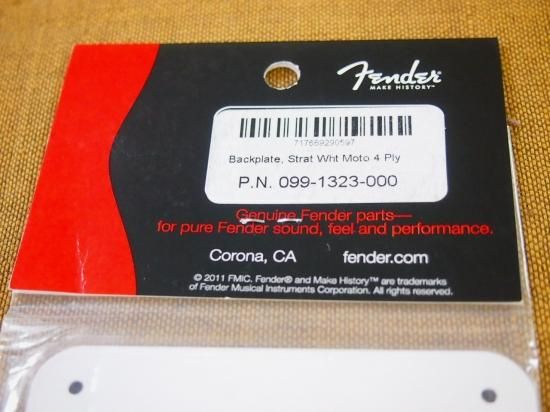 Fender
MAKE HISTORY™
717669290597
Backplate, Strat Wht Moto 4 Ply
P.N. 099-1323-000
Genuine Fender parts—
for pure Fender sound, feel and performance.
Corona, CA fender.com
© 2011 FMIC. Fender® and Make History™ are trademarks
of Fender Musical Instruments Corporation. All rights reserved.